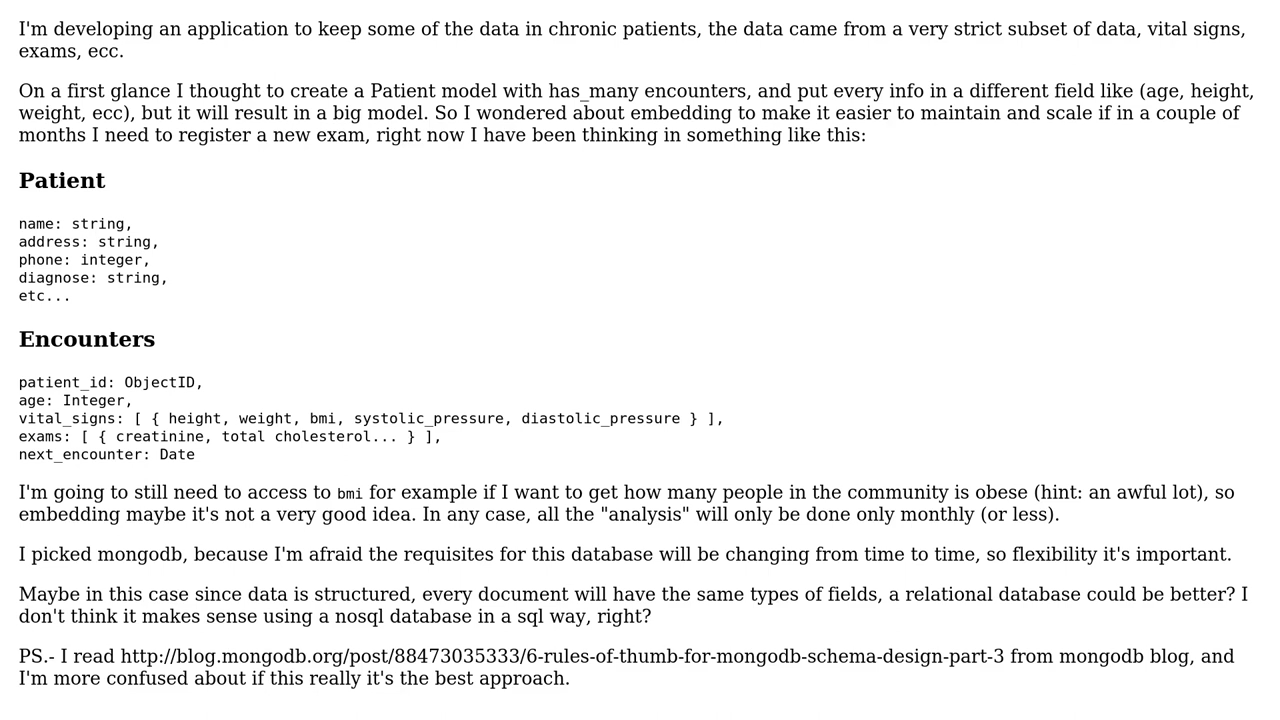 I'm developing an application to keep some of the data in chronic patients, the data came from a very strict subset of data, vital signs,
exams, ecc.
On a first glance I thought to create a Patient model with has_many encounters, and put every info in a different field like (age, height,
weight, ecc), but it will result in a big model. So I wondered about embedding to make it easier to maintain and scale if in a couple of
months I need to register a new exam, right now I have been thinking in something like this:
Patient
name: string,
address: string,
phone: integer,
diagnose: string,
etc...
Encounters
patient_id: ObjectID,
age: Integer,
vital_signs: [ { height, weight, bmi, systolic_pressure, diastolic_pressure } ],
exams: [ { creatinine, total cholesterol... } ],
next_encounter: Date
I'm going to still need to access to bmi for example if I want to get how many people in the community is obese (hint: an awful lot), so
embedding maybe it's not a very good idea. In any case, all the "analysis" will only be done only monthly (or less).
I picked mongodb, because I'm afraid the requisites for this database will be changing from time to time, so flexibility it's important.
Maybe in this case since data is structured, every document will have the same types of fields, a relational database could be better? I
don't think it makes sense using a nosql database in a sql way, right?
PS.- I read http://blog.mongodb.org/post/88473035333/6-rules-of-thumb-for-mongodb-schema-design-part-3 from mongodb blog, and
I'm more confused about if this really it's the best approach.